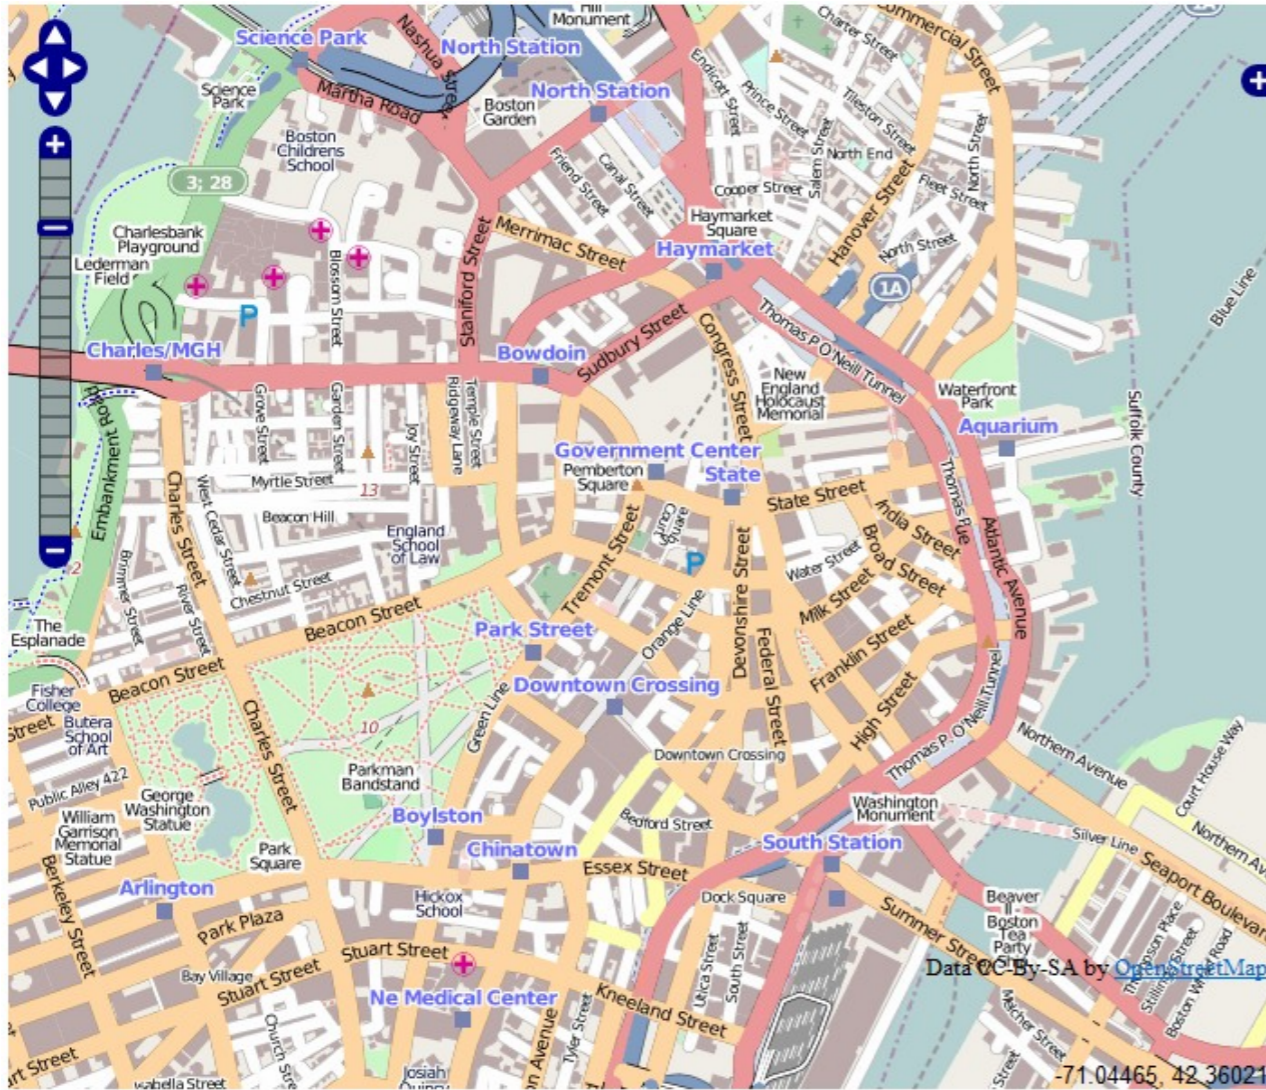 Hill
Monument
Charter Street
Commercial Street
1A
Science Park
Nashua Street
North Station
Endicott Street
Science
Park
Martha Road
Boston
Garden
North Station
Prince Street
Tileston Street
Boston
Childrens
School
North End
North Street
3; 28
Friend Street
Canal Street
Cooper Street
Salem Street
Fleet Street
Charlesbank
Playground
Merrimac Street
Haymarket
Square
Haymarket
Hanover Street
North Street
Lederman
Field
Blossom Street
Staniford Street
1A
Blue Line
P
Charles/MGH
Bowdoin
Sudbury Street
Congress Street
Thomas P O'Neill Tunnel
New
England
Holocaust
Memorial
Waterfront
Park
Suffolk County
Embankment Road
Grove Street
Garden Street
Joy Street
Ridgeway Lane
Temple Street
Aquarium
Government Center
Pemberton
Square
State
Charles Street
West Cedar Street
Myrtle Street
13
State Street
Beacon Hill
England
School
of Law
Court Square
India Street
Broad Street
Atlantic Avenue
2
Brimmer Street
River Street
Chestnut Street
Tremont Street
P
Devonshire Street
Water Street
Milk Street
The
Esplanade
Beacon Street
Park Street
Orange Line
Federal Street
Franklin Street
Beacon Street
Fisher
College
Downtown Crossing
High Street
Thomas P. O'Neill Tunnel
Street
Butera
School
of Art
Charles Street
10
Green Line
Downtown Crossing
Northern Avenue
Court House Way
Public Alley 422
Parkman
Bandstand
George
Washington
Statue
William
Garrison
Memorial
Statue
Boylston
Bedford Street
Washington
Monument
Silver Line
Northern Av
Park
Square
Chinatown
South Station
Seaport Boulevar
Berkeley Street
Arlington
Essex Street
Hickox
School
Dock Square
Summer Street
Beaver
II
Boston
Tea
Party
Park Plaza
Stuart Street
Utica Street
South Street
Bay Village
Stuart Street
Data CC-By-SA by OpenStreetMap
Ne Medical Center
Kneeland Street
Tyler Street
Church Street
Josiah
Quincy
Isabella Street
-71.04465, 42.36021